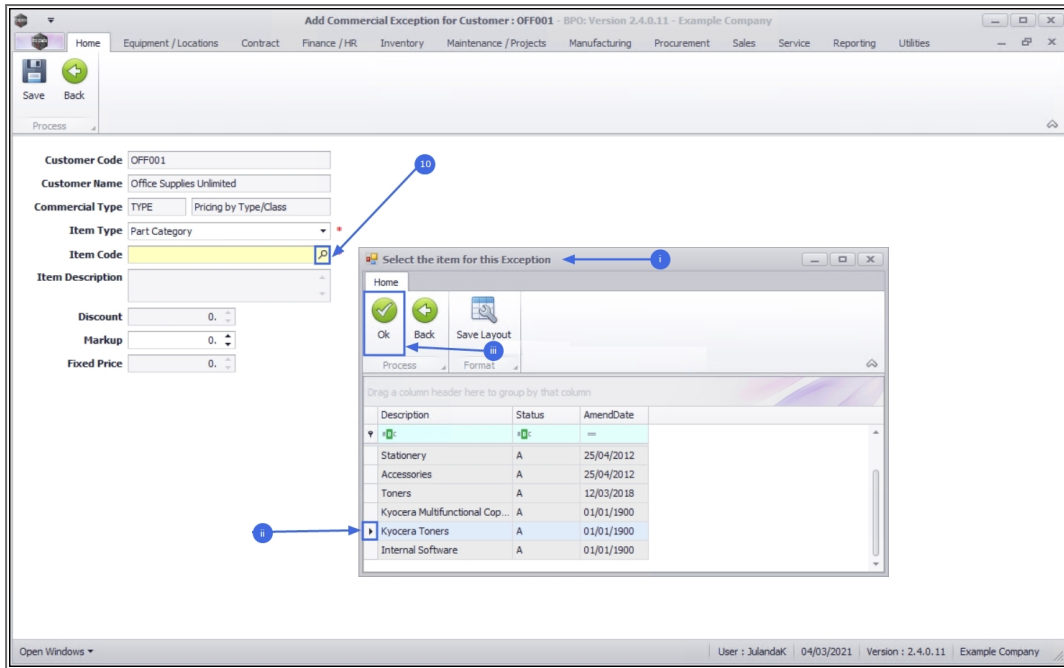 Add Commercial Exception for Customer : OFF001 - BPO: Version 2.4.0.11 - Example Company
Home Equipment / Locations Contract Finance / HR Inventory Maintenance / Projects Manufacturing Procurement Sales Service Reporting Utilities
Save Back
Process
Customer Code OFF001
10
Customer Name Office Supplies Unlimited
Commercial Type TYPE Pricing by Type/Class
Item Type Part Category *
Item Code
Select the item for this Exception
i
Item Description
Home
Discount 0.
Ok Back Save Layout
Markup 0.
iii
Fixed Price 0.
Process Format
Drag a column header here to group by that column
Description Status AmendDate
=
Stationery A 25/04/2012
Accessories A 25/04/2012
Toners A 12/03/2018
Kyocera Multifunctional Cop... A 01/01/1900
ii
Kyocera Toners A 01/01/1900
Internal Software A 01/01/1900
Open Windows User : JulandaK 04/03/2021 Version : 2.4.0.11 Example Company